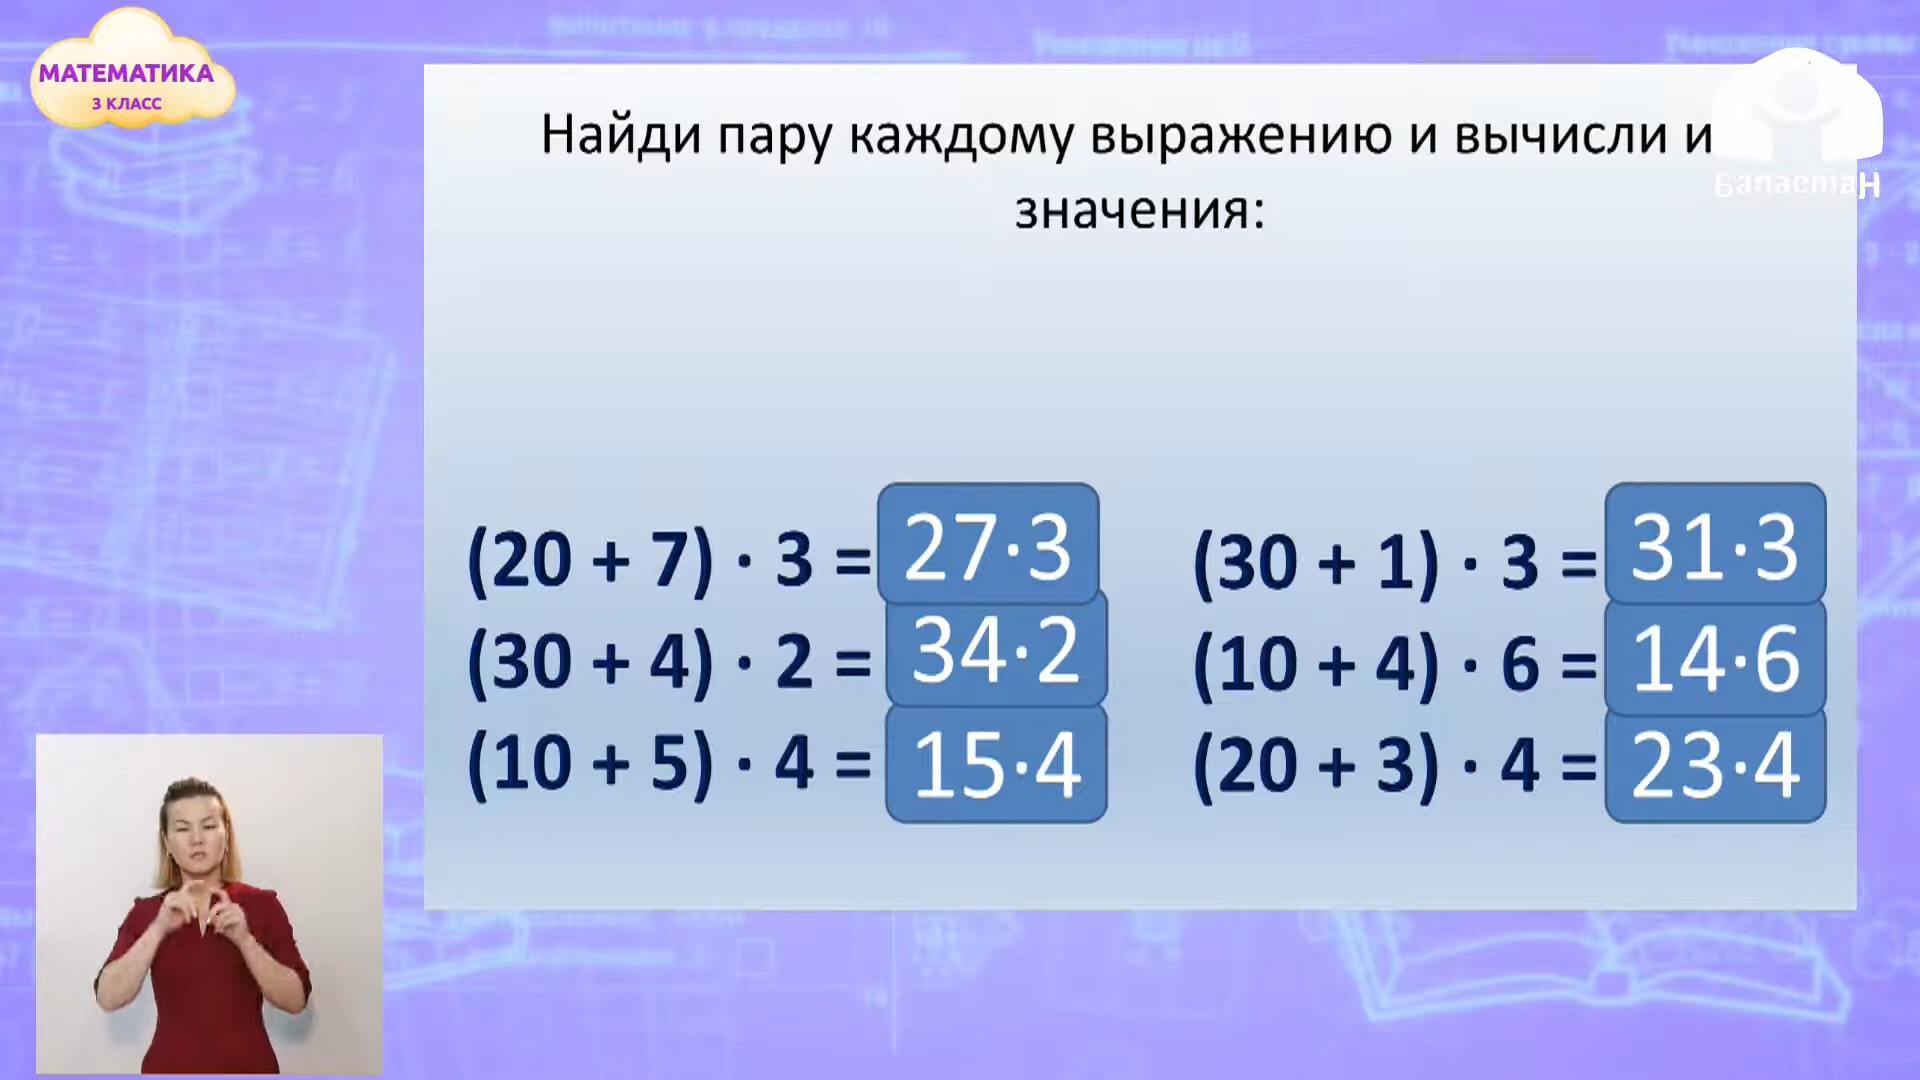 МАТЕМАТИКА
3 КЛАСС
Найди пару каждому выражению и вычисли и
значения:
Баластан
(20 + 7) · 3 = 27·3
(30 + 4) · 2 = 34·2
(10 + 5) · 4 = 15·4
(30 + 1) · 3 = 31·3
(10 + 4) · 6 = 14·6
(20 + 3) · 4 = 23·4